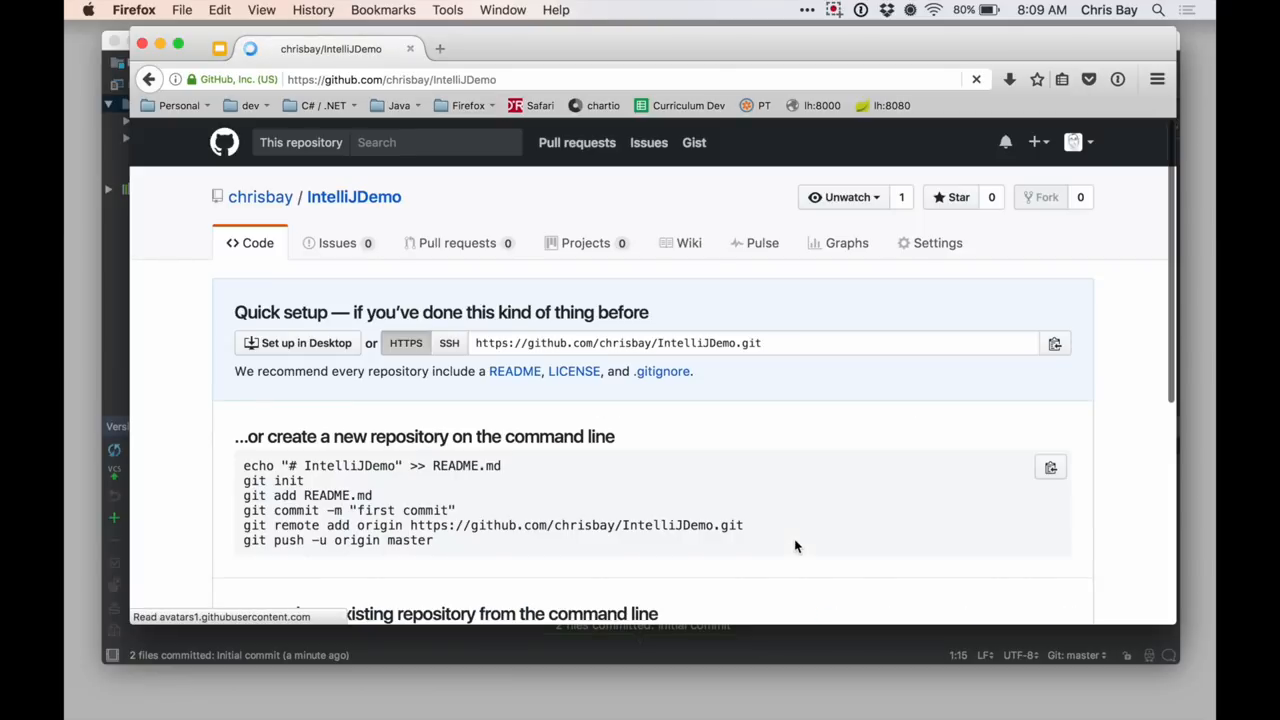 Firefox File Edit View History Bookmarks Tools Window Help 80% 8:09 AM Chris Bay
chrisbay/IntelliJDemo
GitHub, Inc. (US) https://github.com/chrisbay/IntelliJDemo
Personal dev C# / .NET Java Firefox Safari chartio Curriculum Dev PT lh:8000 lh:8080
This repository Search Pull requests Issues Gist
chrisbay / IntelliJDemo Unwatch 1 Star 0 Fork 0
<> Code Issues 0 Pull requests 0 Projects 0 Wiki Pulse Graphs Settings
Quick setup — if you've done this kind of thing before
Set up in Desktop or HTTPS SSH https://github.com/chrisbay/IntelliJDemo.git
We recommend every repository include a README, LICENSE, and .gitignore.
Versi
…or create a new repository on the command line
echo "# IntelliJDemo" >> README.md
git init
VCS
git add README.md
git commit -m "first commit"
git remote add origin https://github.com/chrisbay/IntelliJDemo.git
git push -u origin master
xisting repository from the command line
Read avatars1.githubusercontent.com
2 files committed: Initial commit
2 files committed: Initial commit (a minute ago) 1:15 LF UTF-8 Git: master